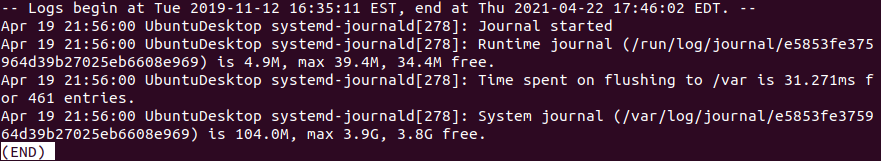 -- Logs begin at Tue 2019-11-12 16:35:11 EST, end at Thu 2021-04-22 17:46:02 EDT. --
Apr 19 21:56:00 UbuntuDesktop systemd-journald[278]: Journal started
Apr 19 21:56:00 UbuntuDesktop systemd-journald[278]: Runtime journal (/run/log/journal/e5853fe375
964d39b27025eb6608e969) is 4.9M, max 39.4M, 34.4M free.
Apr 19 21:56:00 UbuntuDesktop systemd-journald[278]: Time spent on flushing to /var is 31.271ms f
or 461 entries.
Apr 19 21:56:00 UbuntuDesktop systemd-journald[278]: System journal (/var/log/journal/e5853fe3759
64d39b27025eb6608e969) is 104.0M, max 3.9G, 3.8G free.
(END)